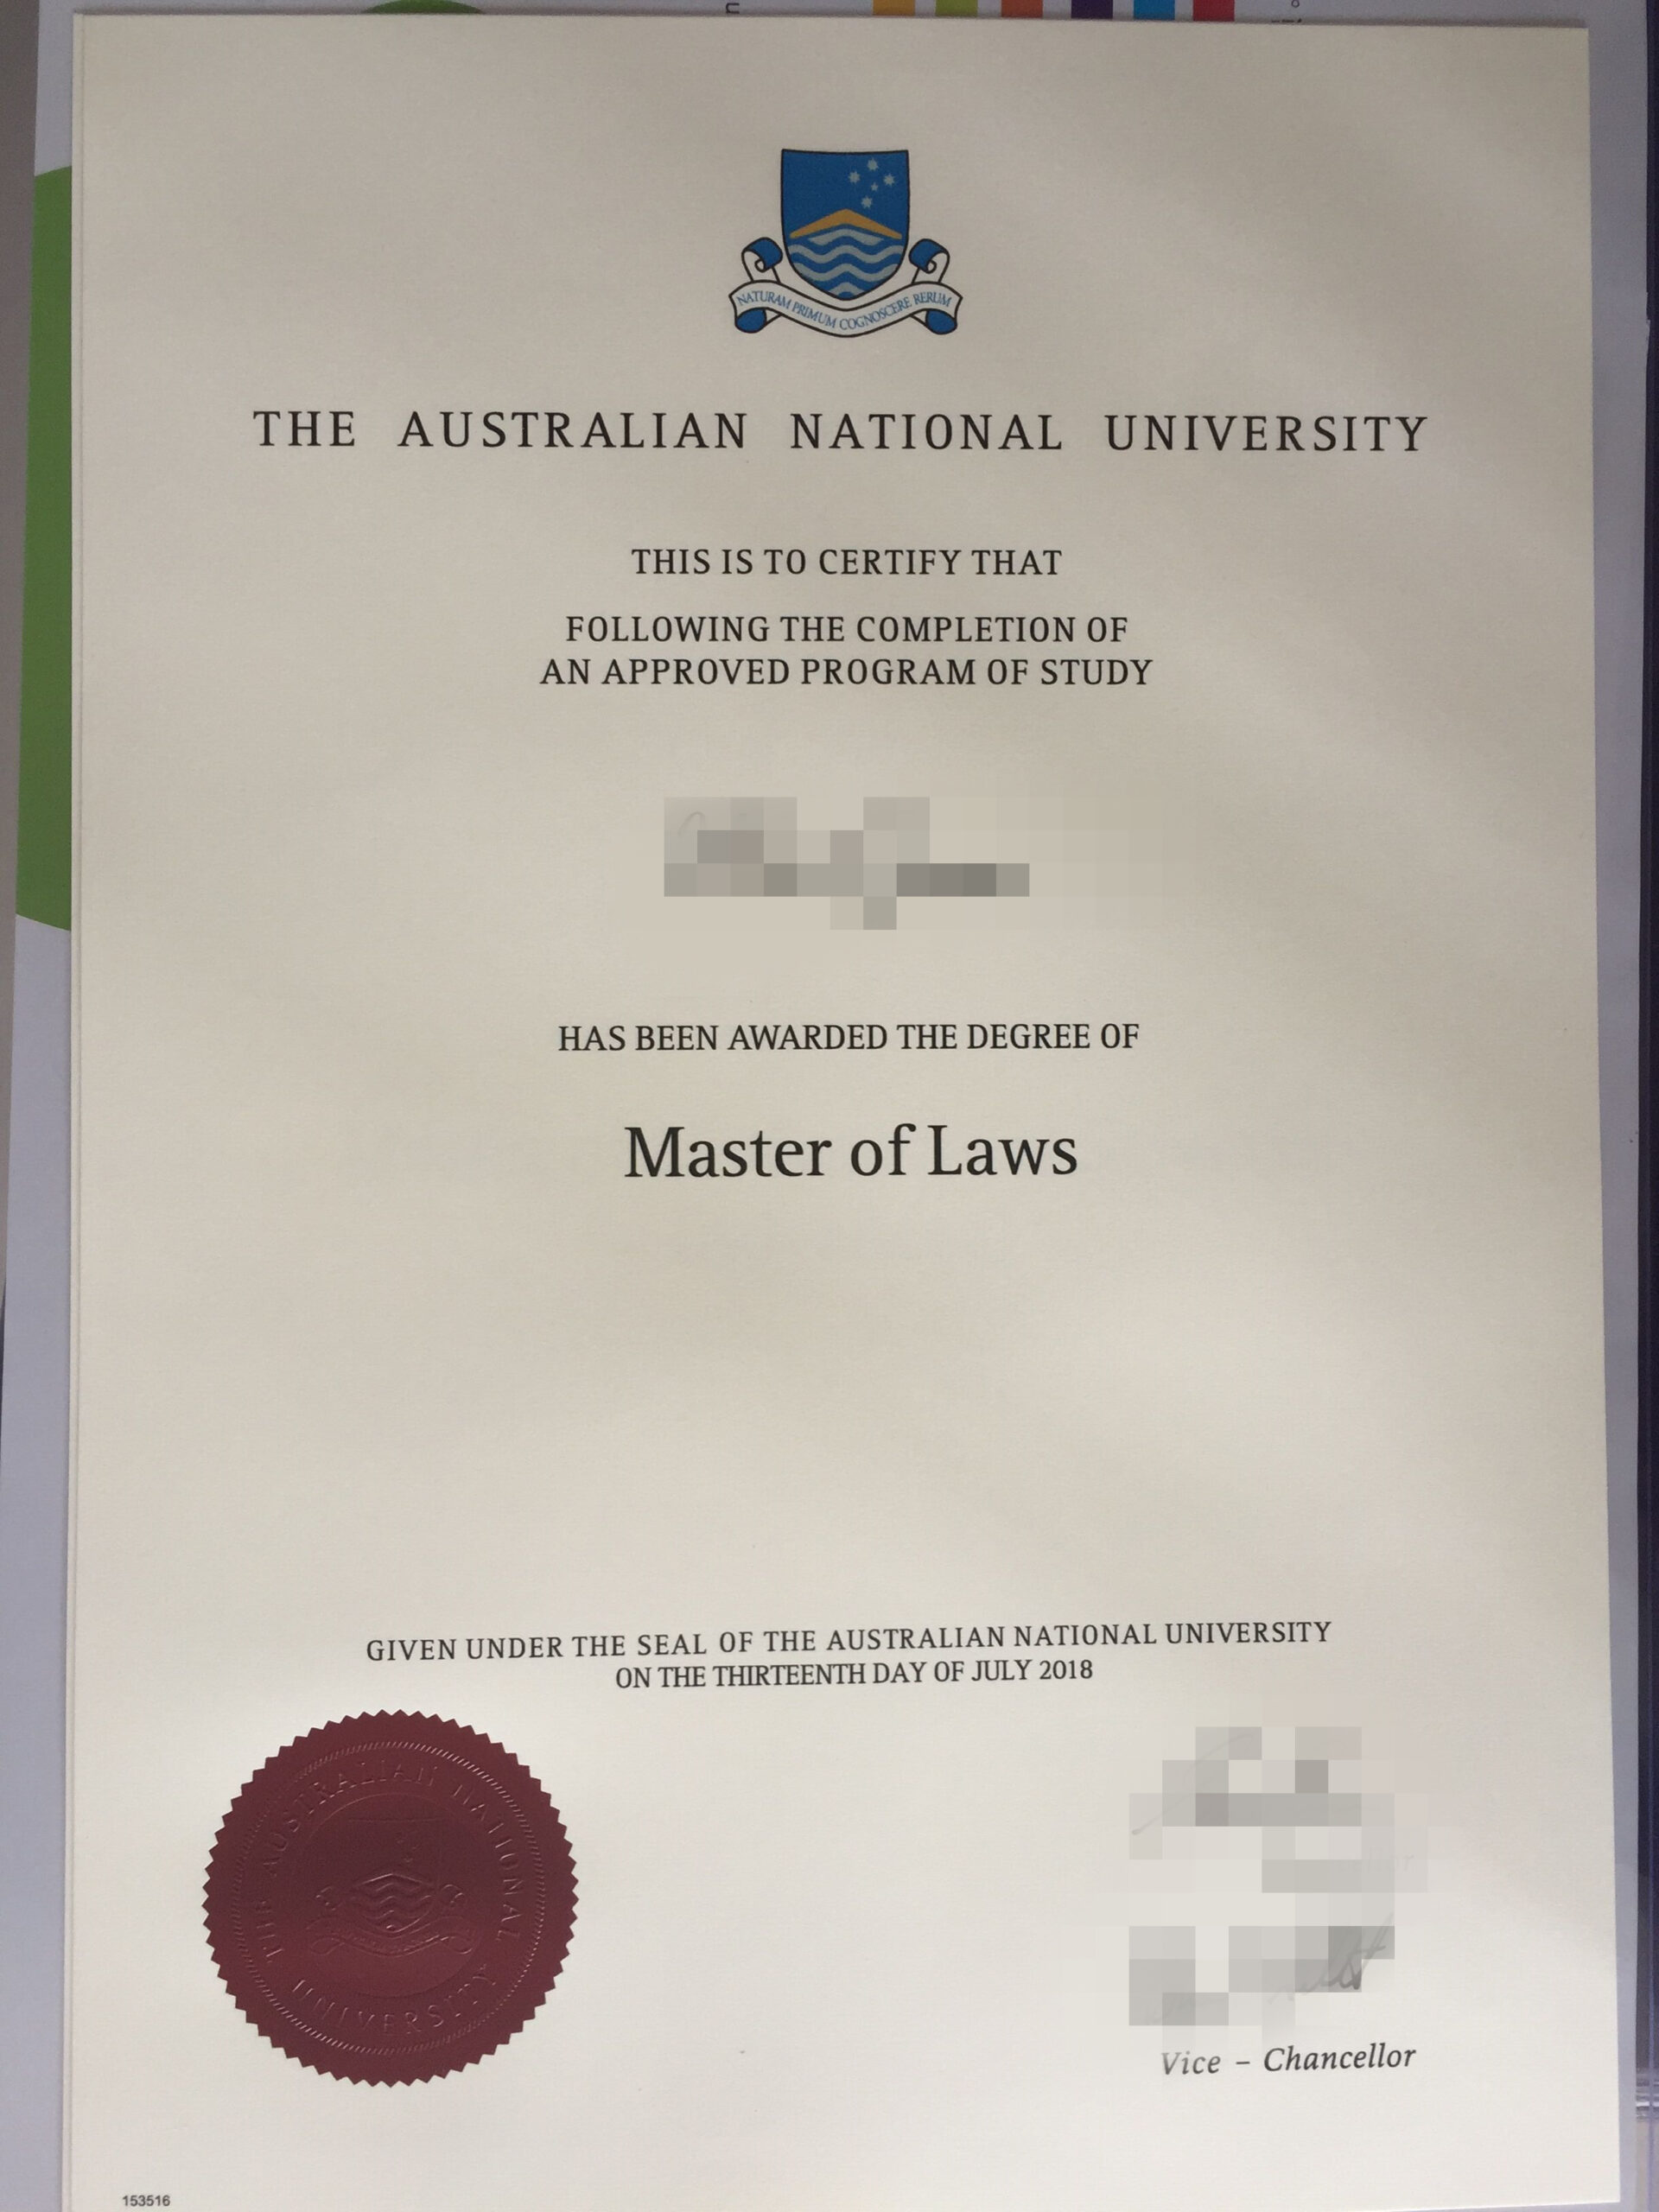 NATURAM PRIMUM COGNOSCERE RERUM
THE AUSTRALIAN NATIONAL UNIVERSITY
THIS IS TO CERTIFY THAT
FOLLOWING THE COMPLETION OF
AN APPROVED PROGRAM OF STUDY
HAS BEEN AWARDED THE DEGREE OF
Master of Laws
GIVEN UNDER THE SEAL OF THE AUSTRALIAN NATIONAL UNIVERSITY
ON THE THIRTEENTH DAY OF JULY 2018
THE AUSTRALIAN NATIONAL UNIVERSITY
Vice – Chancellor
153516